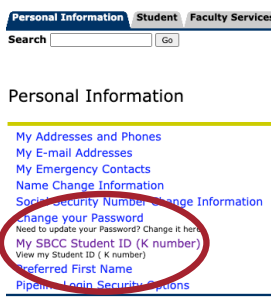 Personal Information Student Faculty Services
Search Go
Personal Information
My Addresses and Phones
My E-mail Addresses
My Emergency Contacts
Name Change Information
Social Security Number Change Information
Change your Password
Need to update your Password? Change it here
My SBCC Student ID (K number)
View my Student ID ( K number)
Preferred First Name
Pipeline Login Security Options